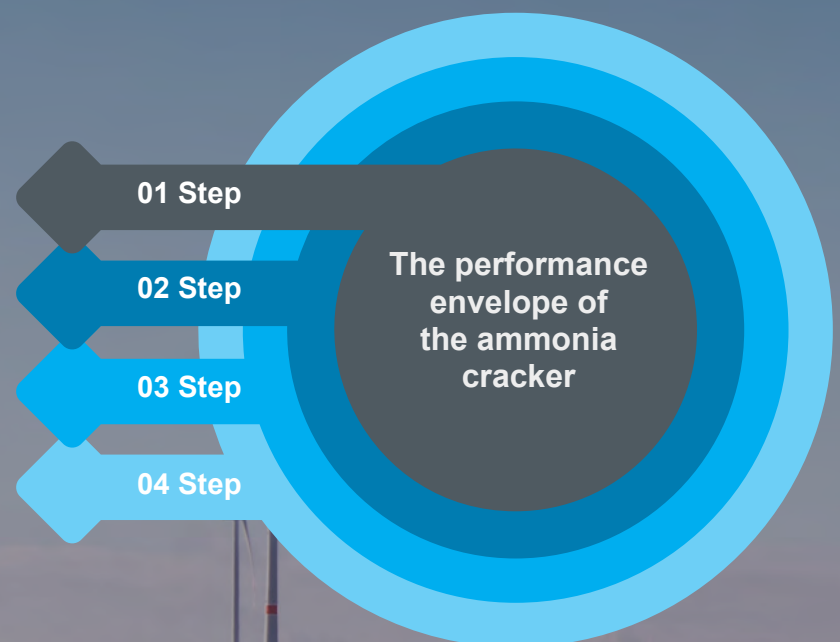 01 Step
02 Step
03 Step
04 Step
The performance
envelope of
the ammonia
cracker